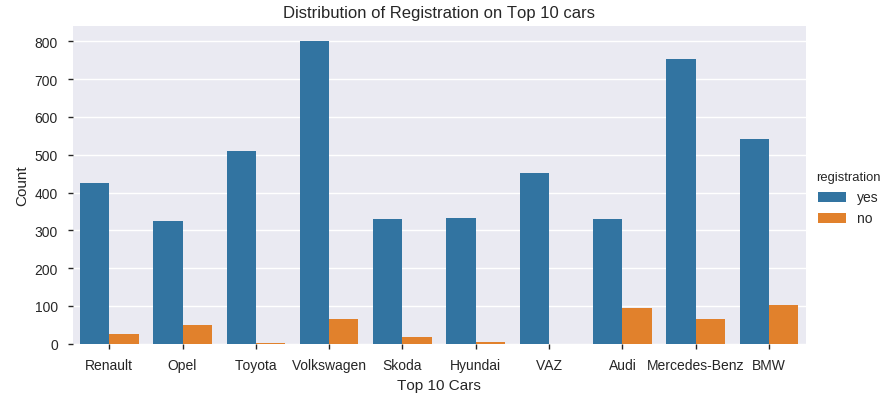 Distribution of Registration on Top 10 cars
800
700
600
500
400
300
200
100
0
Count
Renault Opel Toyota Volkswagen Skoda Hyundai VAZ Audi Mercedes-Benz BMW
Top 10 Cars
registration
yes
no